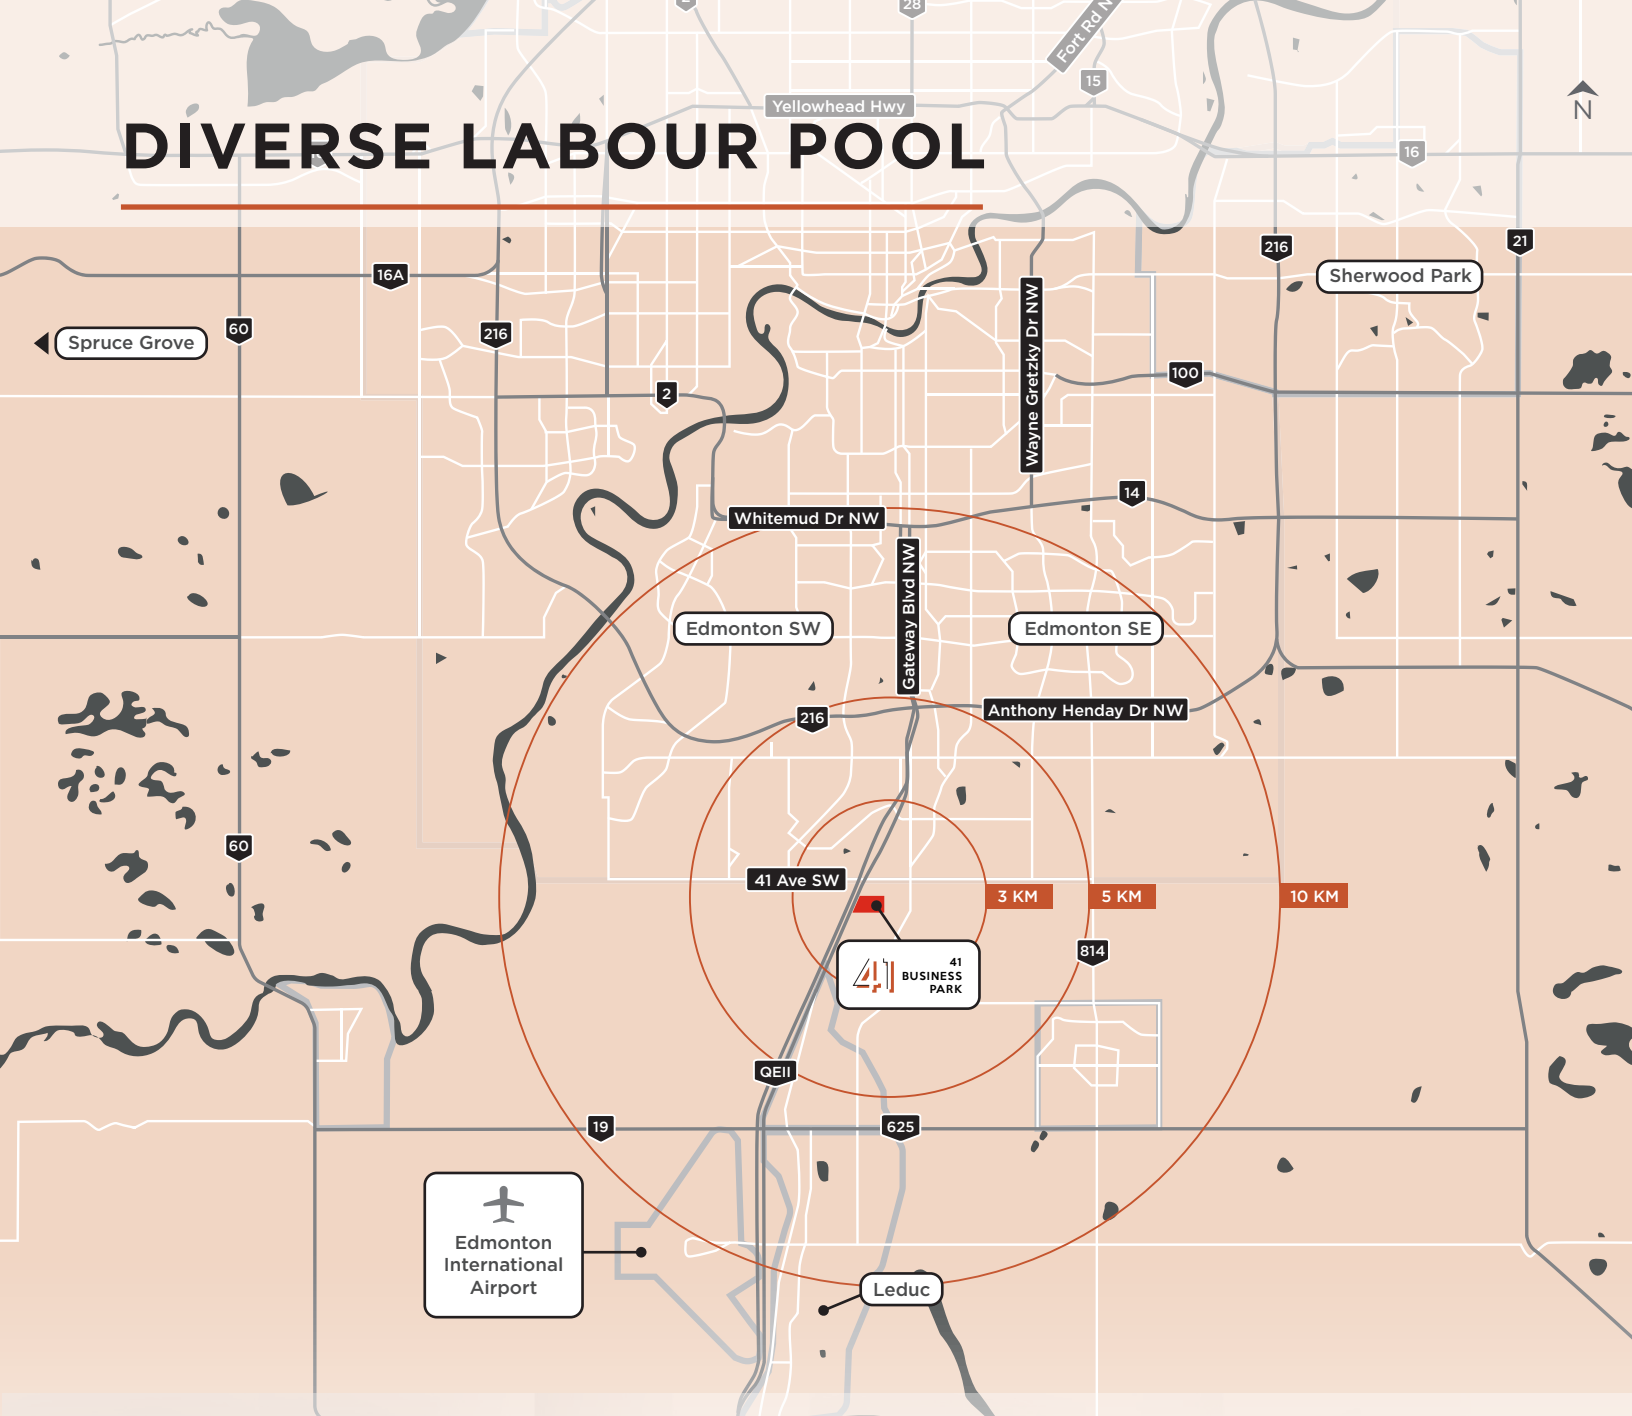 28
Fort Rd N
15
Yellowhead Hwy
N
DIVERSE LABOUR POOL
16
21
216
16A
Sherwood Park
60
216
Spruce Grove
Wayne Gretzky Dr NW
100
2
14
Whitemud Dr NW
Gateway Blvd NW
Edmonton SW
Edmonton SE
Anthony Henday Dr NW
216
60
41 Ave SW
3 KM
5 KM
10 KM
814
41
41
BUSINESS
PARK
QEII
19
625
Edmonton
International
Airport
Leduc